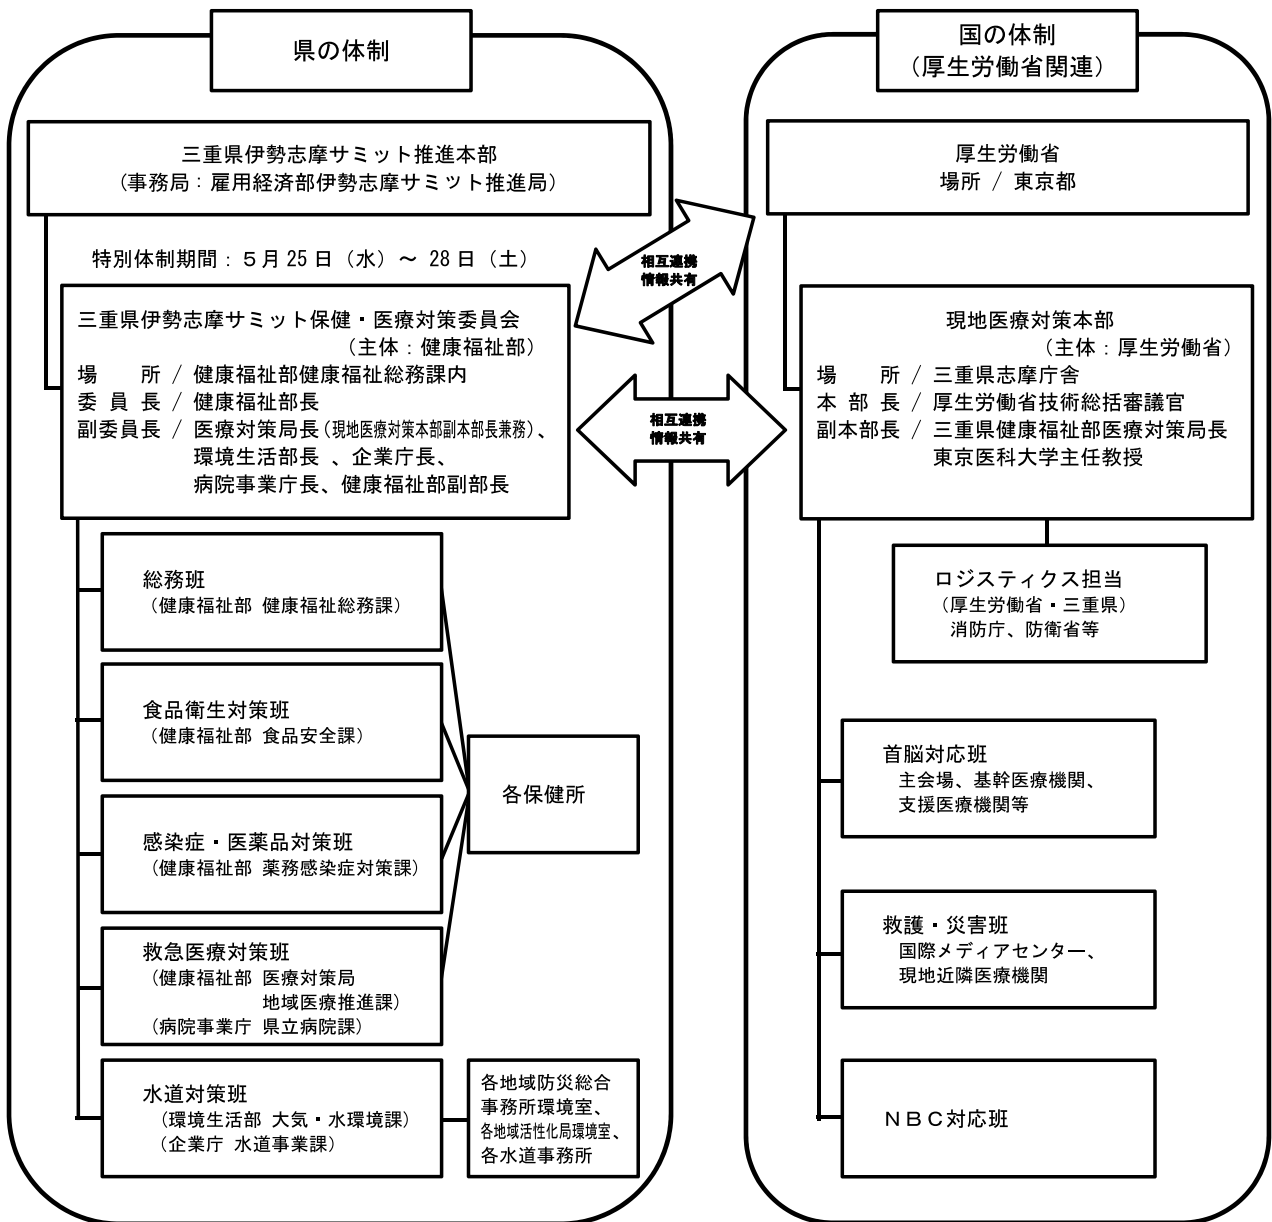 県の体制
三重県伊勢志摩サミット推進本部
（事務局：雇用経済部伊勢志摩サミット推進局）
特別体制期間：５月25日（水）～28日（土）
三重県伊勢志摩サミット保健・医療対策委員会
（主体：健康福祉部）
場　　所 / 健康福祉部健康福祉総務課内
委 員 長 / 健康福祉部長
副委員長 / 医療対策局長（現地医療対策本部副本部長兼務）、
環境生活部長 、企業庁長、
病院事業庁長、健康福祉部副部長
総務班
（健康福祉部 健康福祉総務課）
食品衛生対策班
（健康福祉部 食品安全課）
感染症・医薬品対策班
（健康福祉部 薬務感染症対策課）
救急医療対策班
（健康福祉部 医療対策局
地域医療推進課）
（病院事業庁 県立病院課）
水道対策班
（環境生活部 大気・水環境課）
（企業庁 水道事業課）
各保健所
各地域防災総合
事務所環境室、
各地域活性化局環境室、
各水道事務所
相互連携
情報共有
相互連携
情報共有
国の体制
（厚生労働省関連）
厚生労働省
場所 / 東京都
現地医療対策本部
（主体：厚生労働省）
場　　所 / 三重県志摩庁舎
本 部 長 / 厚生労働省技術総括審議官
副本部長 / 三重県健康福祉部医療対策局長
東京医科大学主任教授
ロジスティクス担当
（厚生労働省・三重県）
消防庁、防衛省等
首脳対応班
主会場、基幹医療機関、
支援医療機関等
救護・災害班
国際メディアセンター、
現地近隣医療機関
ＮＢＣ対応班